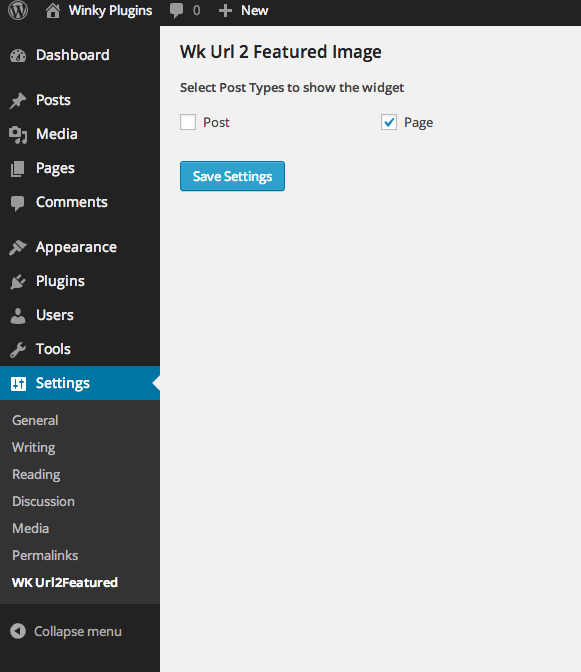 Winky Plugins 0 New
Dashboard
Posts
Media
Pages
Comments
Appearance
Plugins
Users
Tools
Settings
General
Writing
Reading
Discussion
Media
Permalinks
WK Url2Featured
Collapse menu
Wk Url 2 Featured Image
Select Post Types to show the widget
Post Page
Save Settings